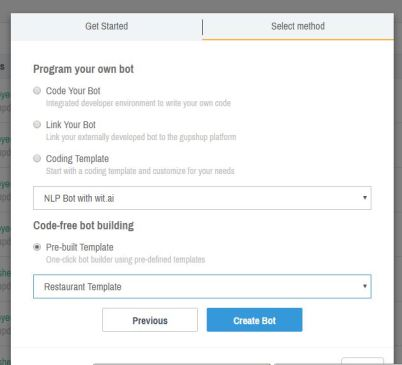 Get Started
Select method
Program your own bot
Code Your Bot
Integrated developer environment to write your own code
Link Your Bot
Link your externally developed bot to the gupshup platform
Coding Template
Start with a coding template and customize for your needs
NLP Bot with wit.ai
Code-free bot building
Pre-built Template
One-click bot builder using pre-defined templates
Restaurant Template
Previous
Create Bot